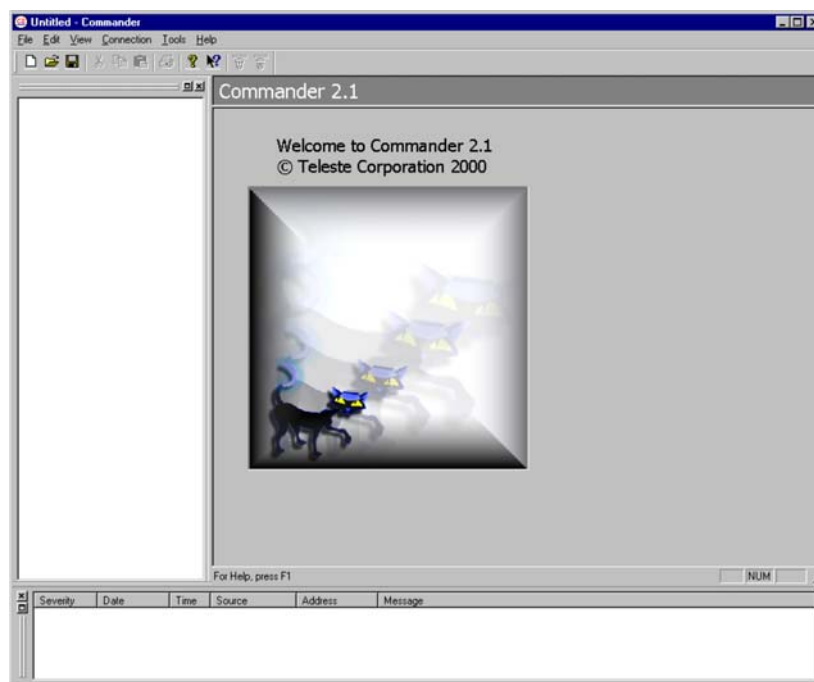 Untitled - Commander
File Edit View Connection Tools Help
Commander 2.1
Welcome to Commander 2.1
© Teleste Corporation 2000
For Help, press F1
NUM
Severity Date Time Source Address Message